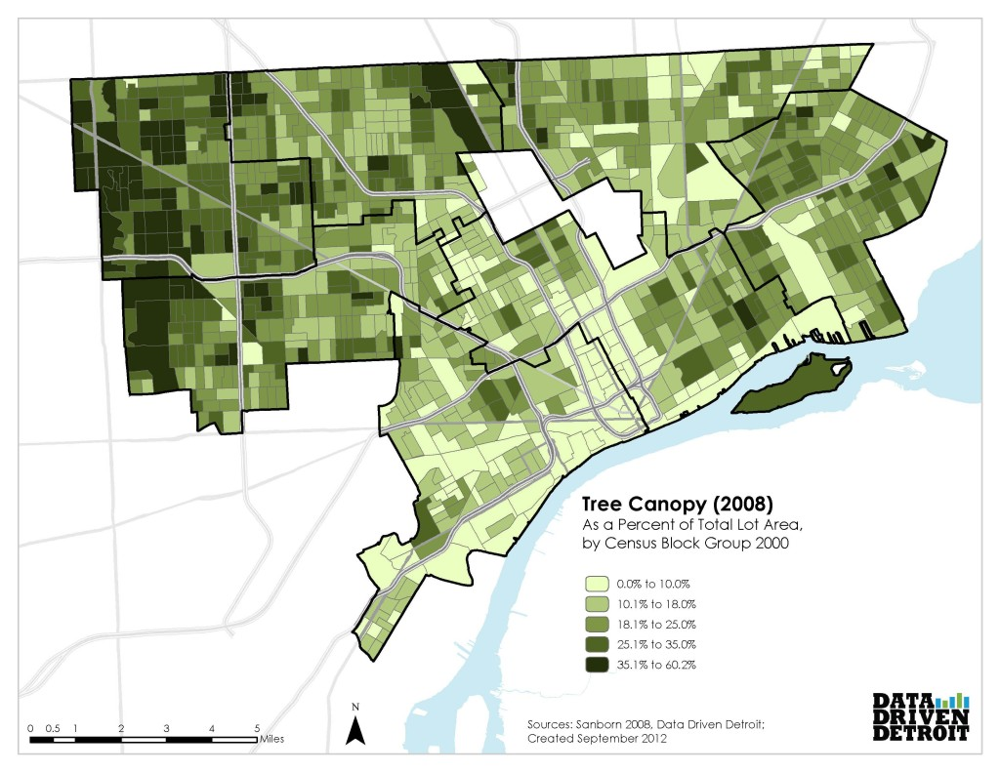 Tree Canopy (2008)
As a Percent of Total Lot Area,
by Census Block Group 2000
0.0% to 10.0%
10.1% to 18.0%
18.1% to 25.0%
25.1% to 35.0%
35.1% to 60.2%
0 0.5 1 2 3 4 5
Miles
N
Sources: Sanborn 2008, Data Driven Detroit;
Created September 2012
DATA
DRIVEN
DETROIT